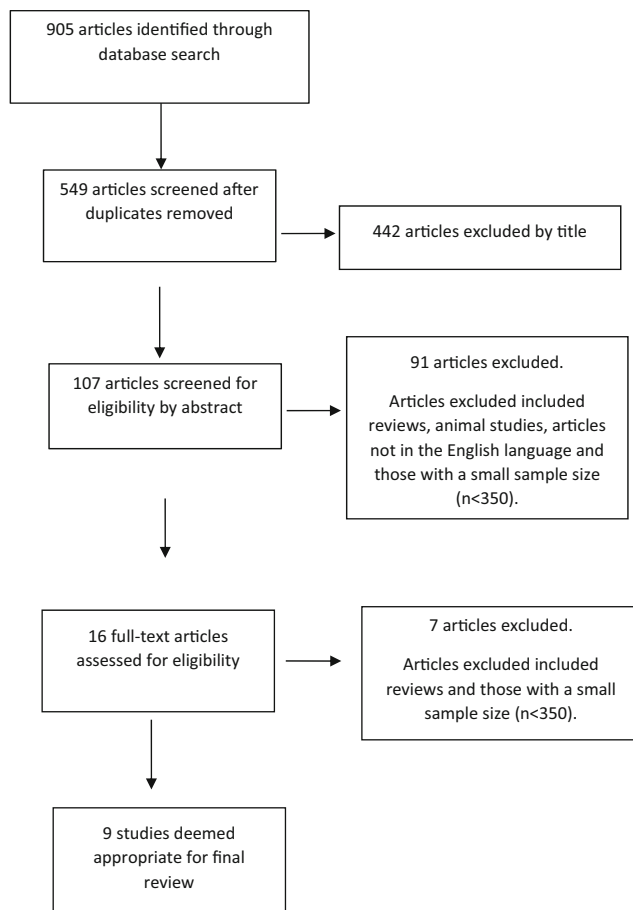 905 articles identified through
database search
549 articles screened after
duplicates removed
442 articles excluded by title
107 articles screened for
eligibility by abstract
91 articles excluded.
Articles excluded included
reviews, animal studies, articles
not in the English language and
those with a small sample size
(n<350).
16 full-text articles
assessed for eligibility
7 articles excluded.
Articles excluded included
reviews and those with a small
sample size (n<350).
9 studies deemed
appropriate for final
review